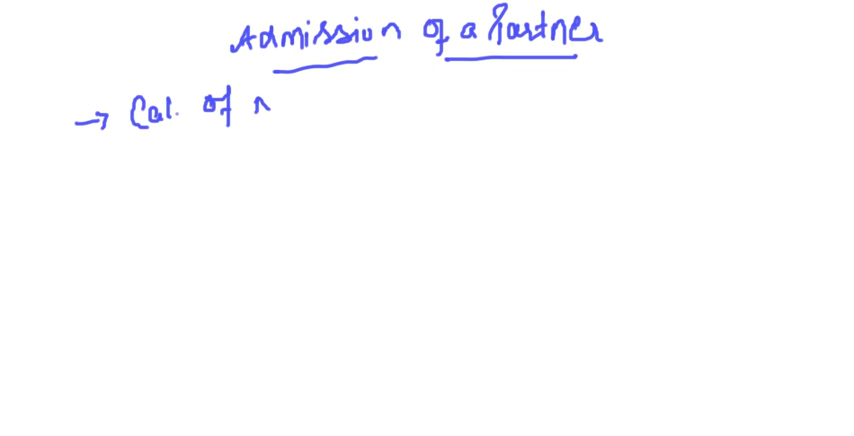 Admission of a Partner
→ Cal. of n